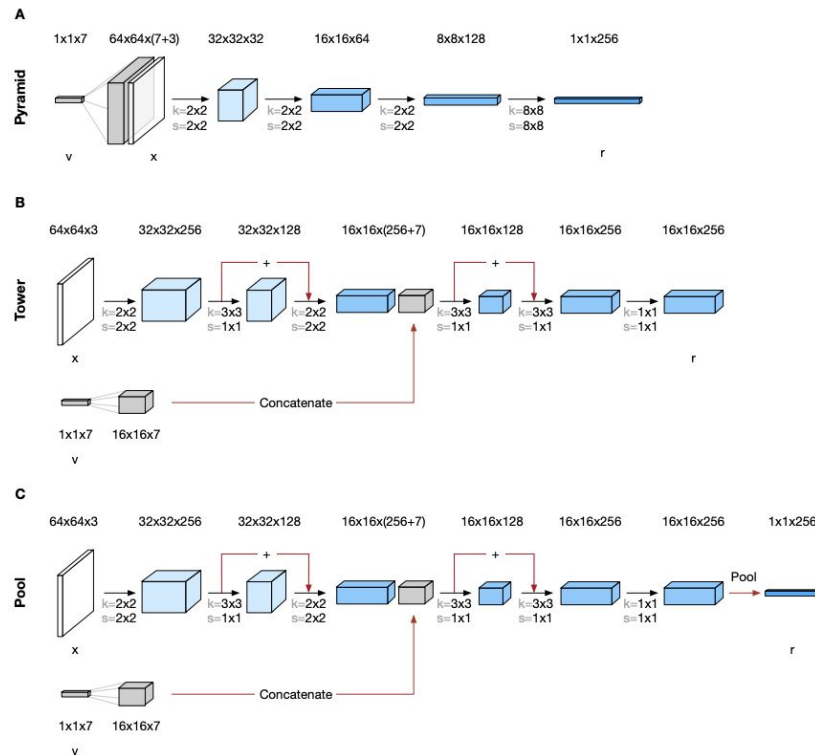 A
Pyramid
1x1x7 64x64x(7+3) 32x32x32 16x16x64 8x8x128 1x1x256
k=2x2 k=2x2 k=2x2 k=8x8
s=2x2 s=2x2 s=2x2 s=8x8
v x r
B
Tower
64x64x3 32x32x256 32x32x128 16x16x(256+7) 16x16x128 16x16x256 16x16x256
+ +
k=2x2 k=3x3 k=2x2 k=3x3 k=3x3 k=1x1
s=2x2 s=1x1 s=2x2 s=1x1 s=1x1 s=1x1
x r
Concatenate
1x1x7 16x16x7
v
C
Pool
64x64x3 32x32x256 32x32x128 16x16x(256+7) 16x16x128 16x16x256 16x16x256 1x1x256
+ +
Pool
k=2x2 k=3x3 k=2x2 k=3x3 k=3x3 k=1x1
s=2x2 s=1x1 s=2x2 s=1x1 s=1x1 s=1x1
x r
Concatenate
1x1x7 16x16x7
v